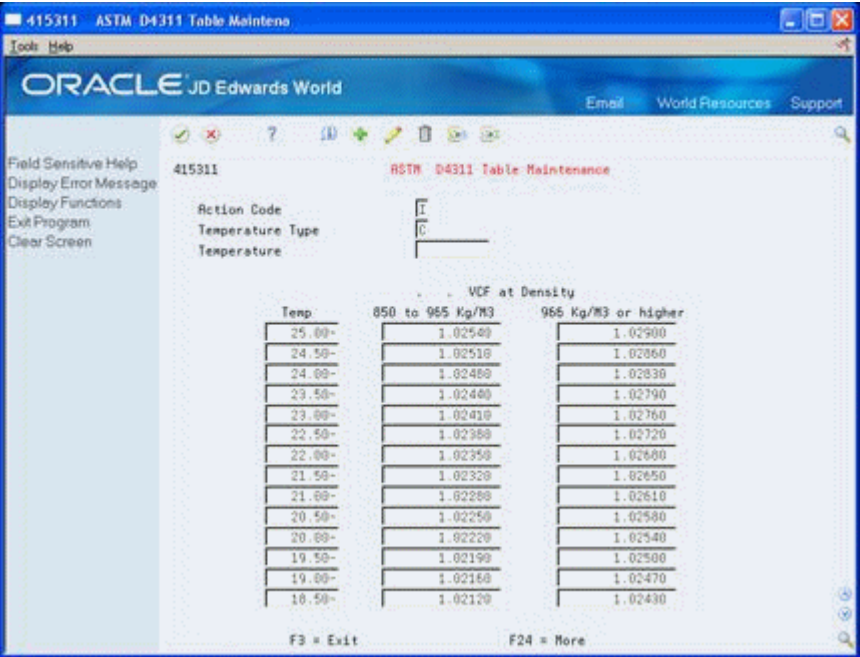 415311 ASTM D4311 Table Maintena
Tools Help
ORACLE JD Edwards World
Email World Resources Support
Field Sensitive Help
Display Error Message
Display Functions
Exit Program
Clear Screen
415311 ASTM D4311 Table Maintenance
Action Code I
Temperature Type C
Temperature
. . VCF at Density
Temp 850 to 965 Kg/M3 966 Kg/M3 or higher
25.00- 1.02540 1.02900
24.50- 1.02510 1.02860
24.00- 1.02480 1.02830
23.50- 1.02440 1.02790
23.00- 1.02410 1.02760
22.50- 1.02380 1.02720
22.00- 1.02350 1.02680
21.50- 1.02320 1.02650
21.00- 1.02280 1.02610
20.50- 1.02250 1.02580
20.00- 1.02220 1.02540
19.50- 1.02190 1.02500
19.00- 1.02160 1.02470
18.50- 1.02120 1.02430
F3 = Exit F24 = More